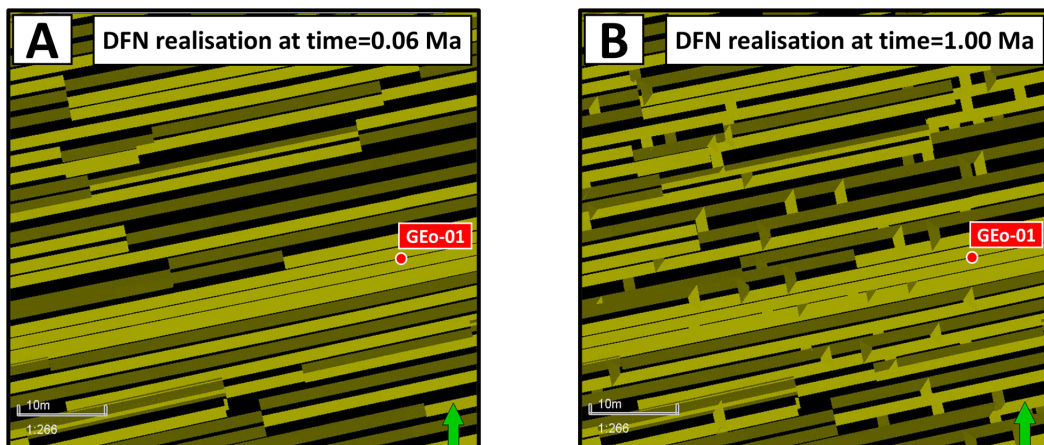 A
DFN realisation at time=0.06 Ma
GEo-01
10m
1:266
B
DFN realisation at time=1.00 Ma
GEo-01
10m
1:266